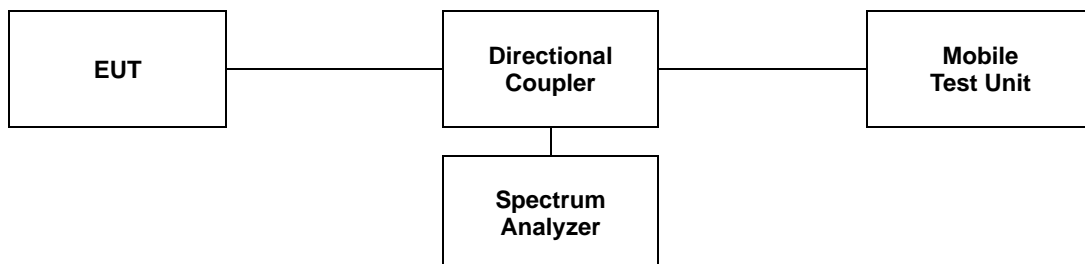 EUT
Directional
Coupler
Mobile
Test Unit
Spectrum
Analyzer